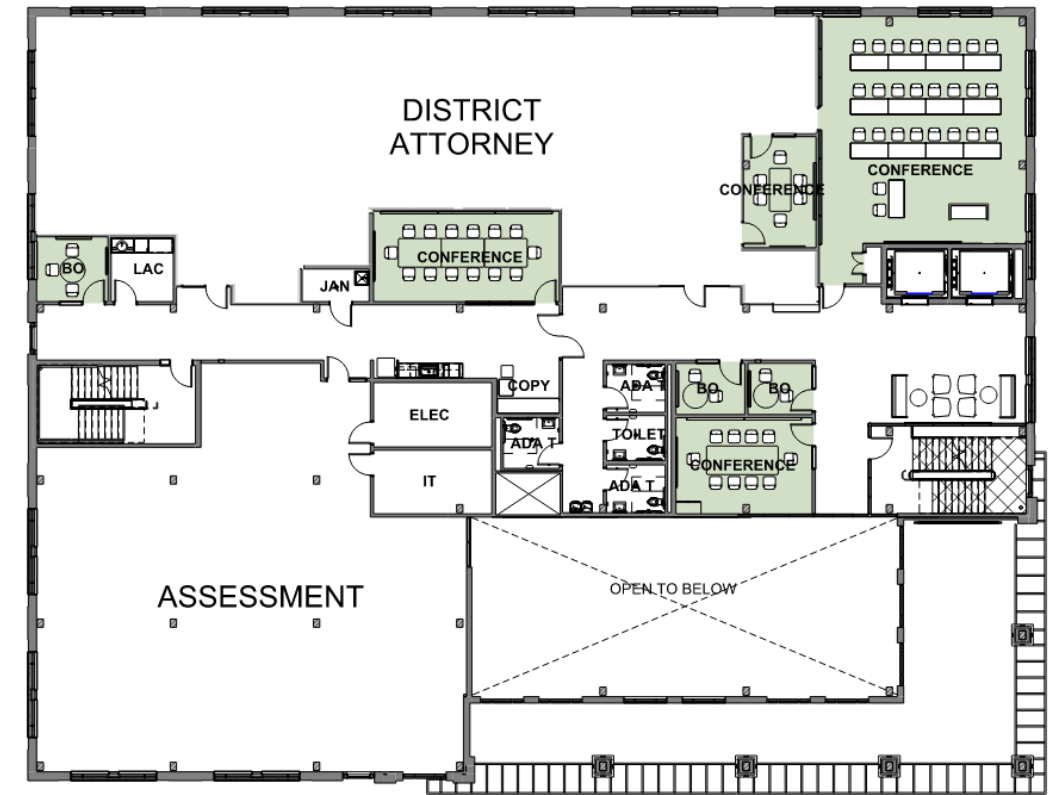 DISTRICT
ATTORNEY
CONFERENCE
CONFERENCE
CONFERENCE
BO
LAC
JAN
COPY
ADA T
BO
BO
ELEC
ADA T
TOILET
CONFERENCE
IT
ADA T
ASSESSMENT
OPEN TO BELOW